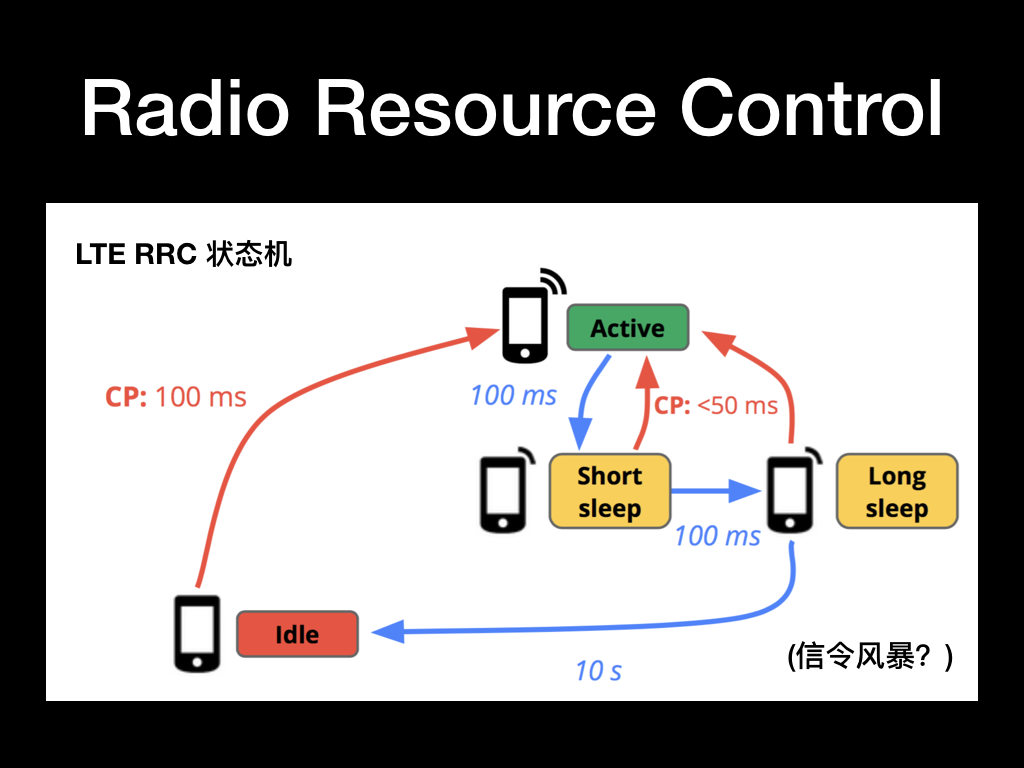 Radio Resource Control
LTE RRC 状态机
Active
CP: 100 ms
100 ms
CP: <50 ms
Short
sleep
Long
sleep
100 ms
Idle
10 s
(信令风暴？)